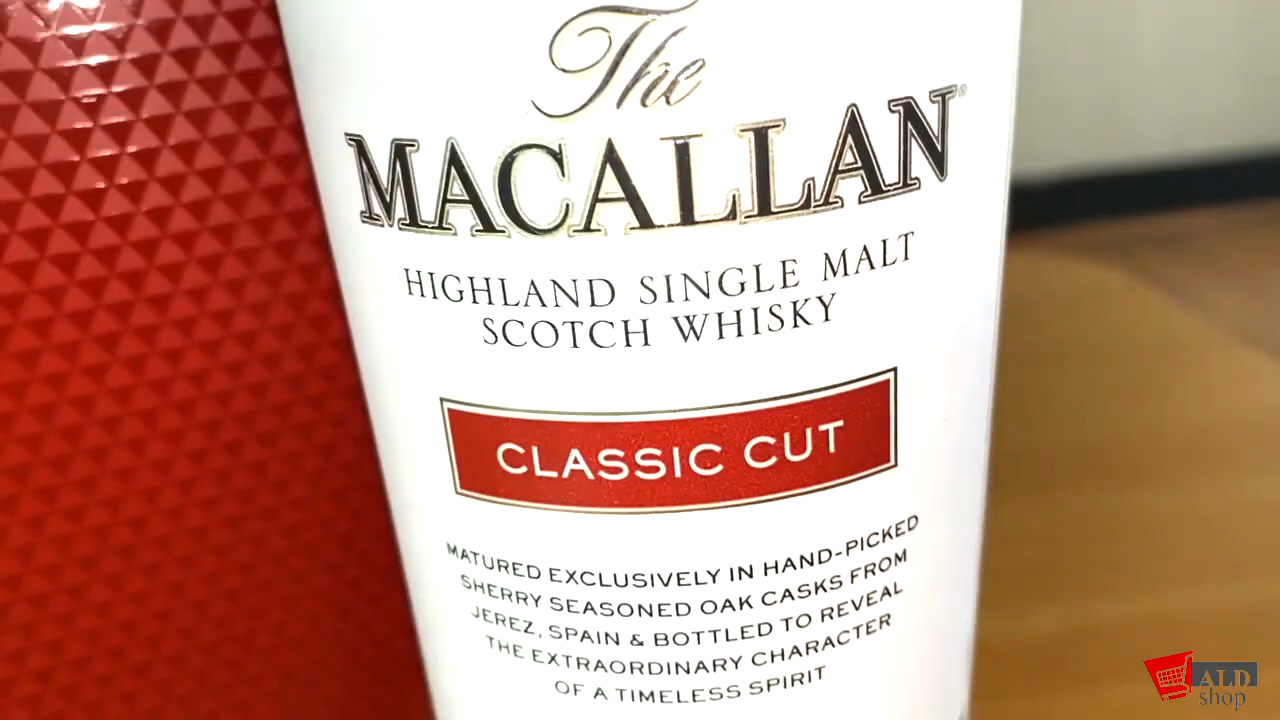 The
MACALLAN®
HIGHLAND SINGLE MALT
SCOTCH WHISKY
CLASSIC CUT
MATURED EXCLUSIVELY IN HAND-PICKED
SHERRY SEASONED OAK CASKS FROM
JEREZ, SPAIN & BOTTLED TO REVEAL
THE EXTRAORDINARY CHARACTER
OF A TIMELESS SPIRIT
ALD
shop